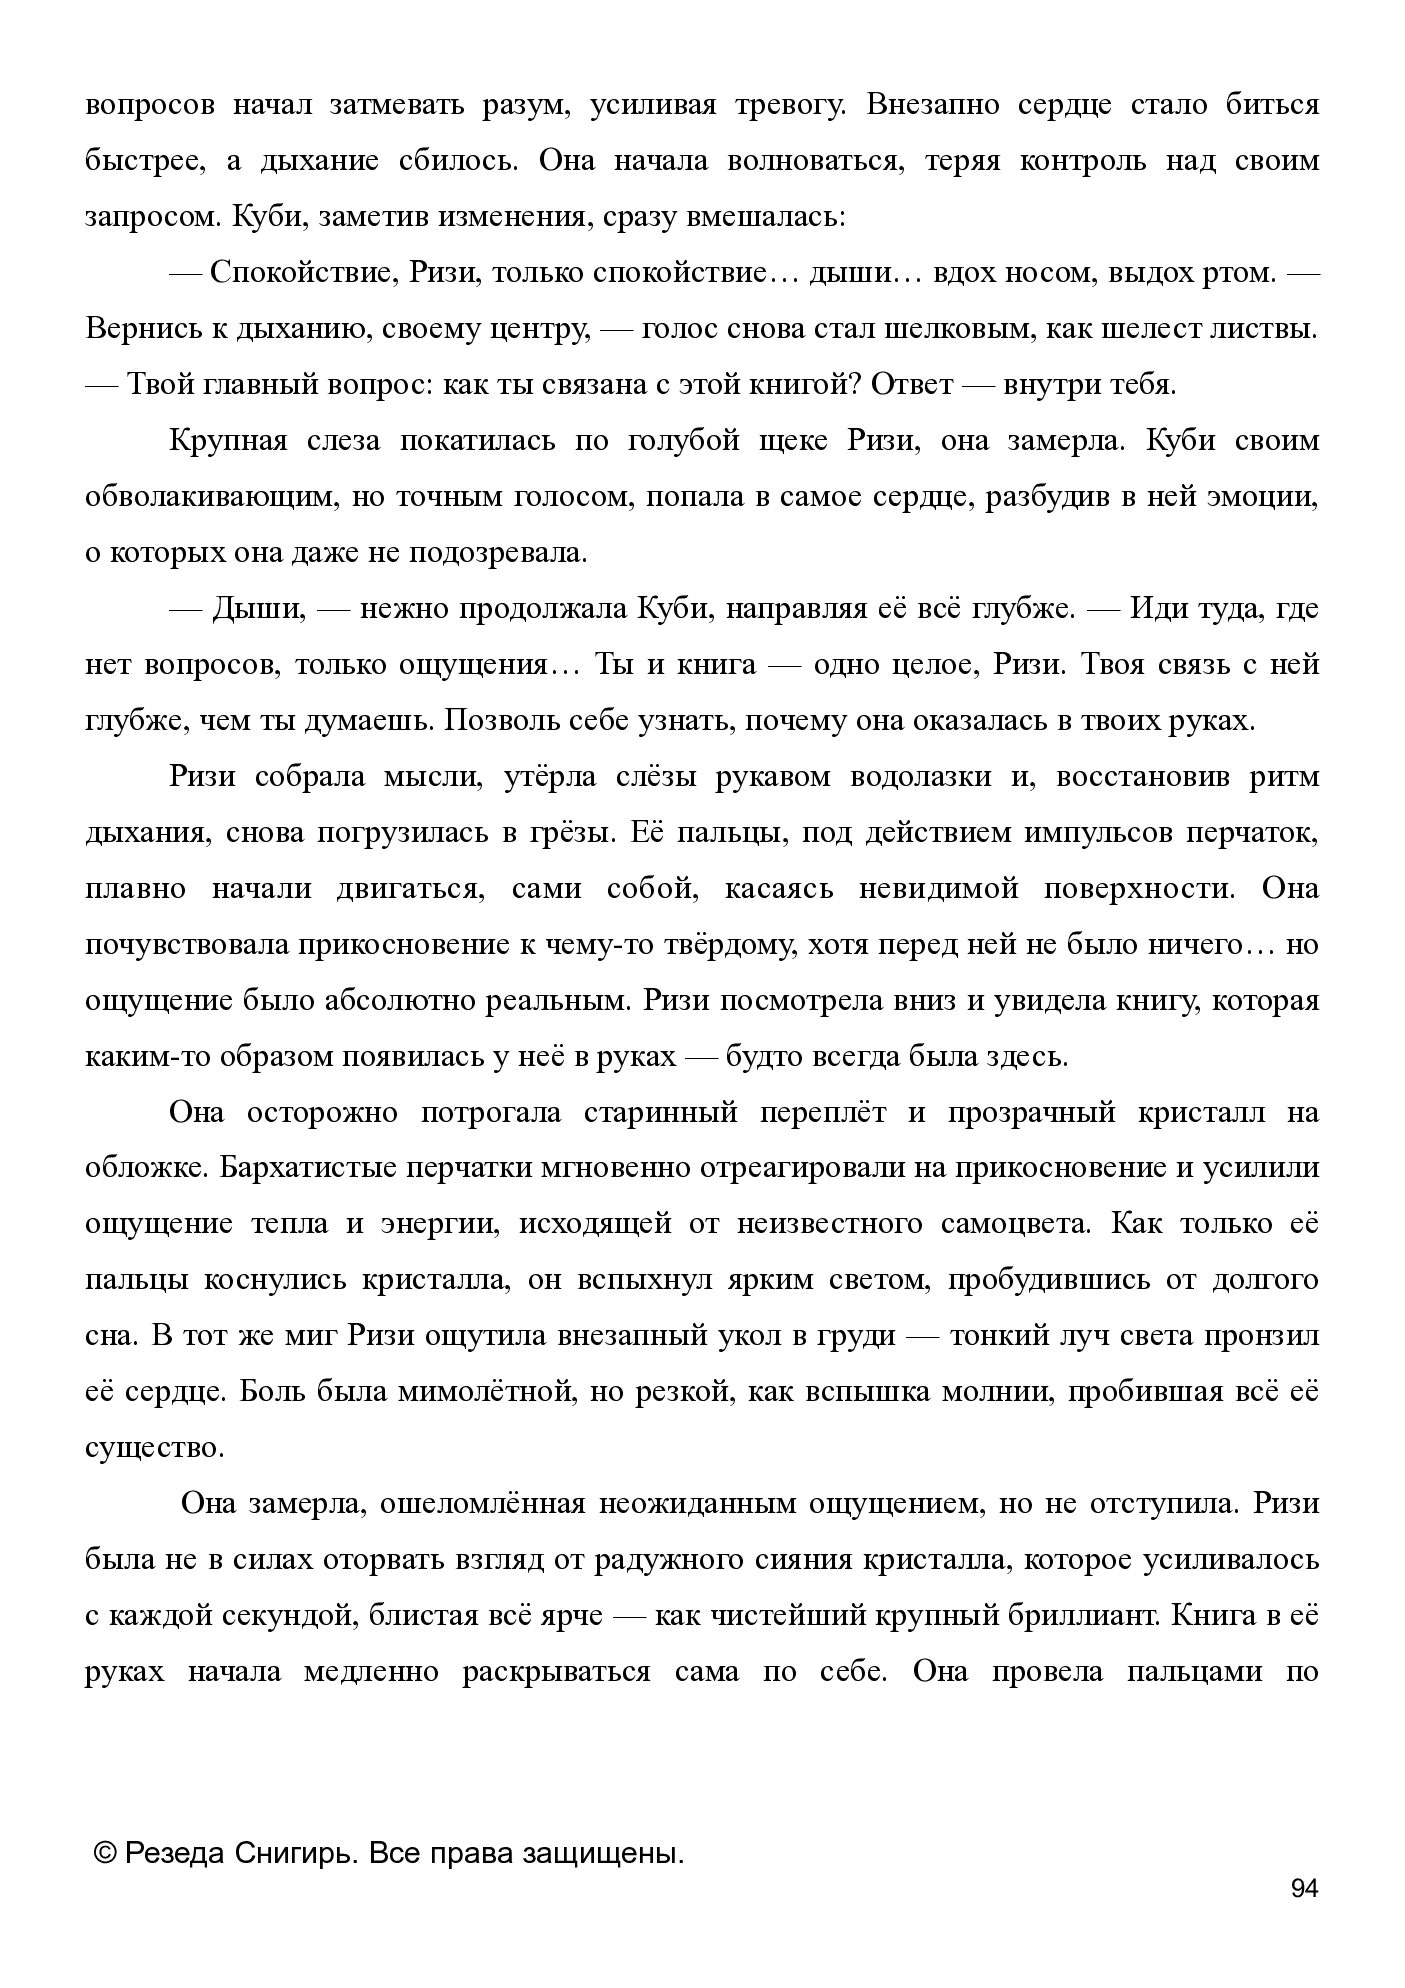 вопросов начал затмевать разум, усиливая тревогу. Внезапно сердце стало биться
быстрее, а дыхание сбилось. Она начала волноваться, теряя контроль над своим
запросом. Куби, заметив изменения, сразу вмешалась:
— Спокойствие, Ризи, только спокойствие… дыши… вдох носом, выдох ртом. —
Вернись к дыханию, своему центру, — голос снова стал шелковым, как шелест листвы.
— Твой главный вопрос: как ты связана с этой книгой? Ответ — внутри тебя.
Крупная слеза покатилась по голубой щеке Ризи, она замерла. Куби своим
обволакивающим, но точным голосом, попала в самое сердце, разбудив в ней эмоции,
о которых она даже не подозревала.
— Дыши, — нежно продолжала Куби, направляя её всё глубже. — Иди туда, где
нет вопросов, только ощущения… Ты и книга — одно целое, Ризи. Твоя связь с ней
глубже, чем ты думаешь. Позволь себе узнать, почему она оказалась в твоих руках.
Ризи собрала мысли, утёрла слёзы рукавом водолазки и, восстановив ритм
дыхания, снова погрузилась в грёзы. Её пальцы, под действием импульсов перчаток,
плавно начали двигаться, сами собой, касаясь невидимой поверхности. Она
почувствовала прикосновение к чему-то твёрдому, хотя перед ней не было ничего… но
ощущение было абсолютно реальным. Ризи посмотрела вниз и увидела книгу, которая
каким-то образом появилась у неё в руках — будто всегда была здесь.
Она осторожно потрогала старинный переплёт и прозрачный кристалл на
обложке. Бархатистые перчатки мгновенно отреагировали на прикосновение и усилили
ощущение тепла и энергии, исходящей от неизвестного самоцвета. Как только её
пальцы коснулись кристалла, он вспыхнул ярким светом, пробудившись от долгого
сна. В тот же миг Ризи ощутила внезапный укол в груди — тонкий луч света пронзил
её сердце. Боль была мимолётной, но резкой, как вспышка молнии, пробившая всё её
существо.
Она замерла, ошеломлённая неожиданным ощущением, но не отступила. Ризи
была не в силах оторвать взгляд от радужного сияния кристалла, которое усиливалось
с каждой секундой, блистая всё ярче — как чистейший крупный бриллиант. Книга в её
руках начала медленно раскрываться сама по себе. Она провела пальцами по
© Резеда Снигирь. Все права защищены.
94